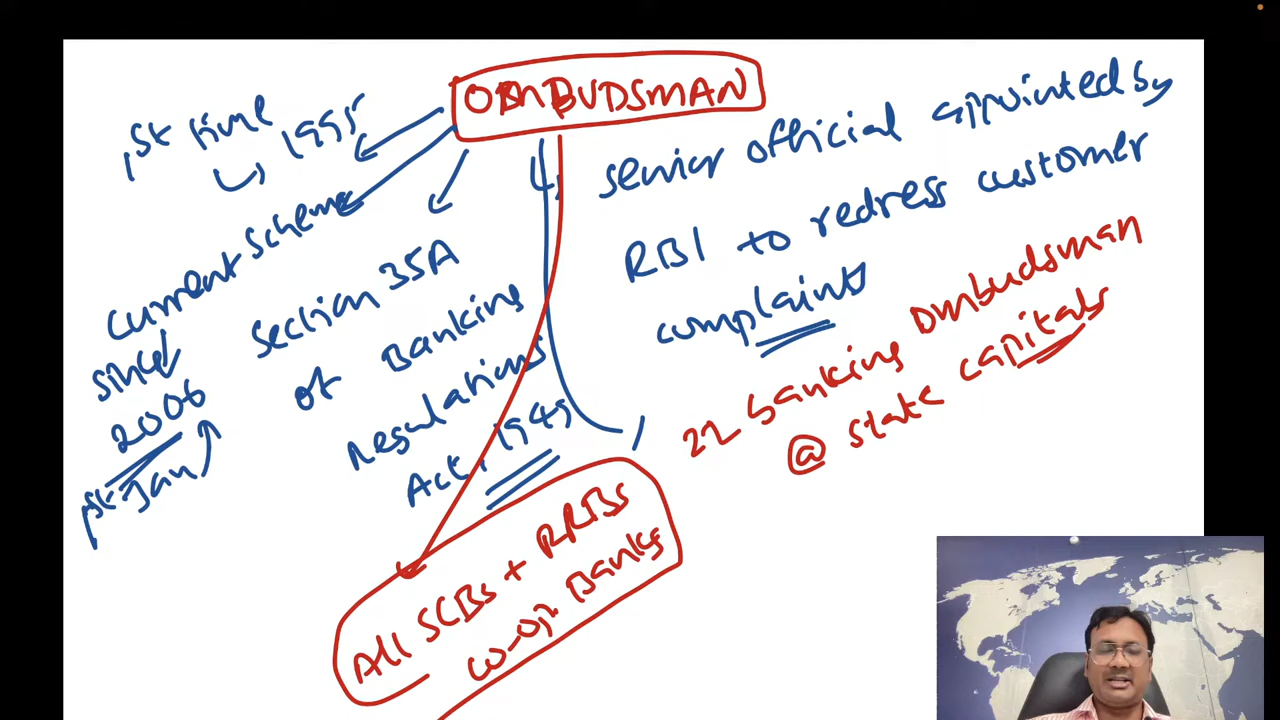 OMBUDSMAN
1st time
1995
current scheme
since
2006
1st Jan
section 35A
of Banking
Regulations
Act, 1949
senior official appointed by
RBI to redress customer
complaints
22 banking ombudsman
@ state capitals
All SCBs + RRBs
co-op. Banks